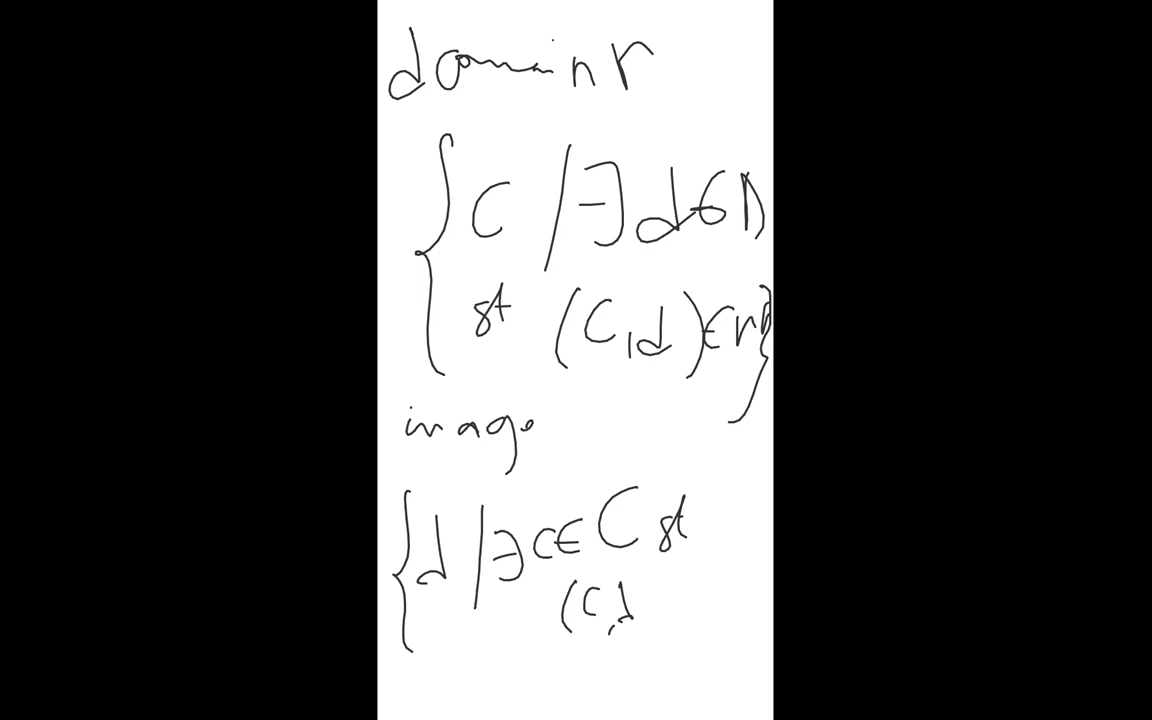 domain r
{ c / ∃ d ∈ D
st (c, d) ∈ r }
image
{ d | ∃ c ∈ C st
(c, d